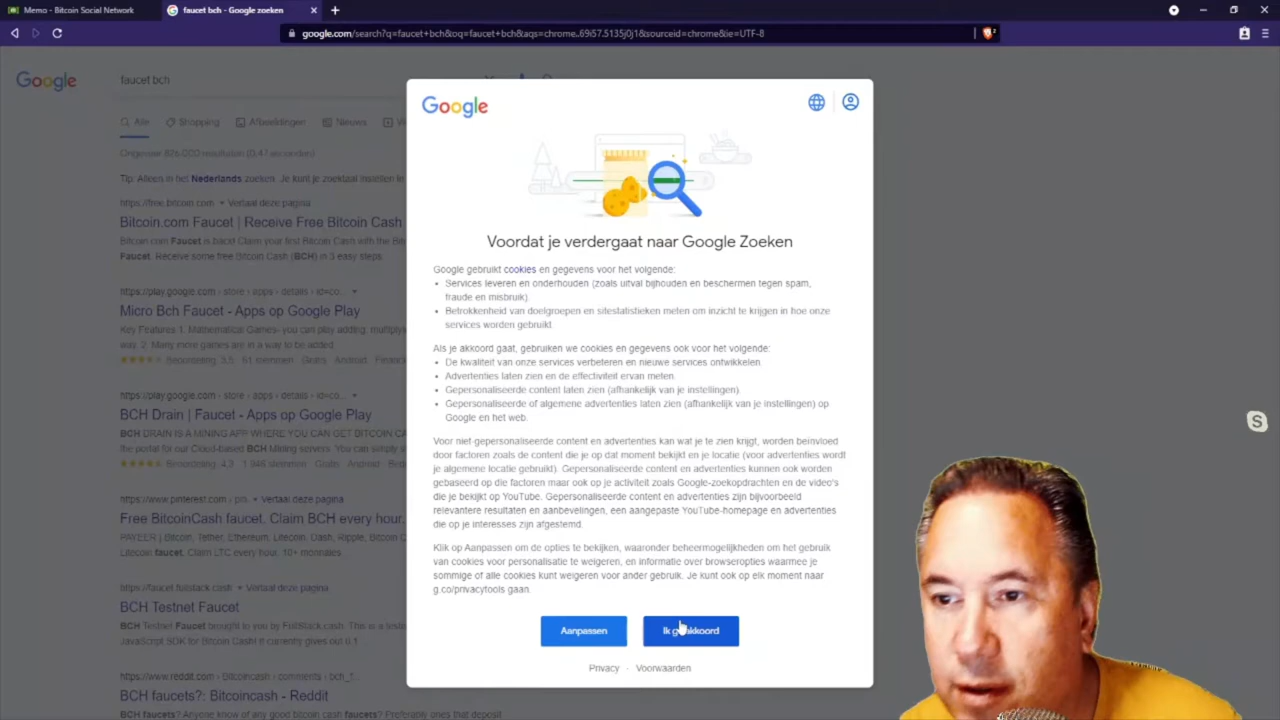 Memo - Bitcoin Social Network
faucet bch - Google zoeken
google.com/search?q=faucet+bch&oq=faucet+bch&aqs=chrome..69i57.5135j0j1&sourceid=chrome&ie=UTF-8
Google
faucet bch
Alle
Shopping
Afbeeldingen
Nieuws
Ongeveer 826.000 resultaten (0,47 seconden)
Tip: Alleen in het Nederlands zoeken. Je kunt je zoektaal instellen in
https://free.bitcoin.com
Vertaal deze pagina
Bitcoin.com Faucet | Receive Free Bitcoin Cash
Bitcoin.com Faucet is back! Claim your first Bitcoin Cash with the Bitc
Faucet. Receive some free Bitcoin Cash (BCH) in 3 easy steps.
https://play.google.com › store › apps › details › id=co...
Micro Bch Faucet - Apps op Google Play
Key Features 1. Mathematical Games- you can play adding, multiplyi
way. 2. Many more games are in a way to be added.
Beoordeling: 3,5 · 61 stemmen · Gratis · Android · Financië
https://play.google.com › store › apps › details › id=co...
BCH Drain | Faucet - Apps op Google Play
BCH DRAIN IS A MINING APP WHERE YOU CAN GET BITCOIN CA
the portal for our Cloud-based BCH Mining servers. You can simply
Beoordeling: 4,3 · 1.846 stemmen · Gratis · Android
https://www.pinterest.com › pin
Vertaal deze pagina
Free BitcoinCash faucet, Claim BCH every hour.
PAYEER | Bitcoin, Tether, Ethereum, Litecoin, Dash, Ripple, Bitcoin C
Litecoin faucet, Claim LTC every hour. 10+ monnaies
https://faucet.fullstack.cash
Vertaal deze pagina
BCH Testnet Faucet
BCH Testnet Faucet brought to you by FullStack.cash. This is a testn
JavaScript SDK for Bitcoin Cash! It currently gives out 0.1
https://www.reddit.com › Bitcoincash › comments › bch_f...
BCH faucets?: Bitcoincash - Reddit
BCH faucets? Anyone know of any good bitcoin cash faucets? Preferably ones that deposit
Google
Voordat je verdergaat naar Google Zoeken
Google gebruikt cookies en gegevens voor het volgende:
• Services leveren en onderhouden (zoals uitval bijhouden en beschermen tegen spam,
fraude en misbruik).
• Betrokkenheid van doelgroepen en sitestatistieken meten om inzicht te krijgen in hoe onze
services worden gebruikt.
Als je akkoord gaat, gebruiken we cookies en gegevens ook voor het volgende:
• De kwaliteit van onze services verbeteren en nieuwe services ontwikkelen.
• Advertenties laten zien en de effectiviteit ervan meten.
• Gepersonaliseerde content laten zien (afhankelijk van je instellingen).
• Gepersonaliseerde of algemene advertenties laten zien (afhankelijk van je instellingen) op
Google en het web.
Voor niet-gepersonaliseerde content en advertenties kan wat je te zien krijgt, worden beïnvloed
door factoren zoals de content die je op dat moment bekijkt en je locatie (voor advertenties wordt
je algemene locatie gebruikt). Gepersonaliseerde content en advertenties kunnen ook worden
gebaseerd op die factoren maar ook op je activiteit zoals Google-zoekopdrachten en de video's
die je bekijkt op YouTube. Gepersonaliseerde content en advertenties zijn bijvoorbeeld
relevantere resultaten en aanbevelingen, een aangepaste YouTube-homepage en advertenties
die op je interesses zijn afgestemd.
Klik op Aanpassen om de opties te bekijken, waaronder beheermogelijkheden om het gebruik
van cookies voor personalisatie te weigeren, en informatie over browseropties waarmee je
sommige of alle cookies kunt weigeren voor ander gebruik. Je kunt ook op elk moment naar
g.co/privacytools gaan.
Aanpassen
Ik ga akkoord
Privacy · Voorwaarden
S